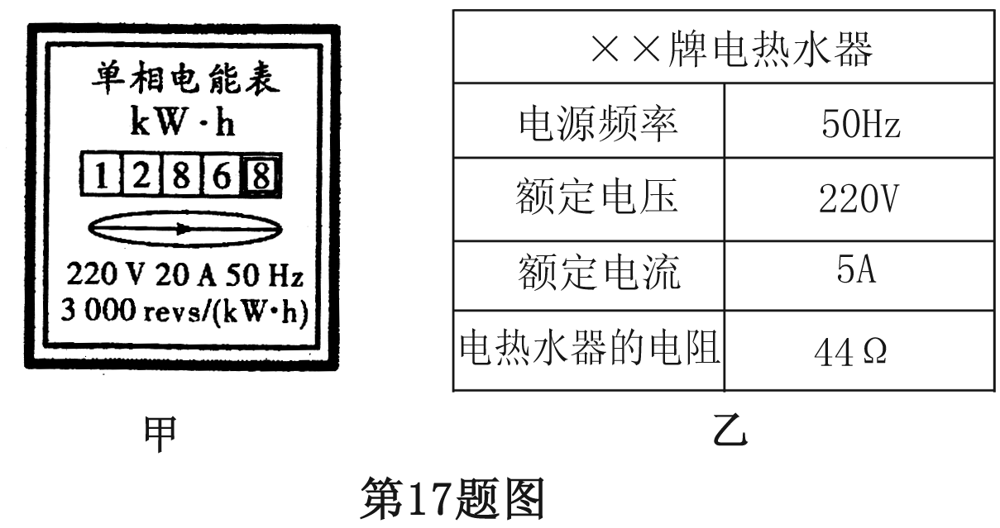 单相电能表
kW·h
1 2 8 6 8
220 V 20 A 50 Hz
3 000 revs/(kW·h)
甲
××牌电热水器
电源频率 50Hz
额定电压 220V
额定电流 5A
电热水器的电阻 44Ω
乙
第17题图